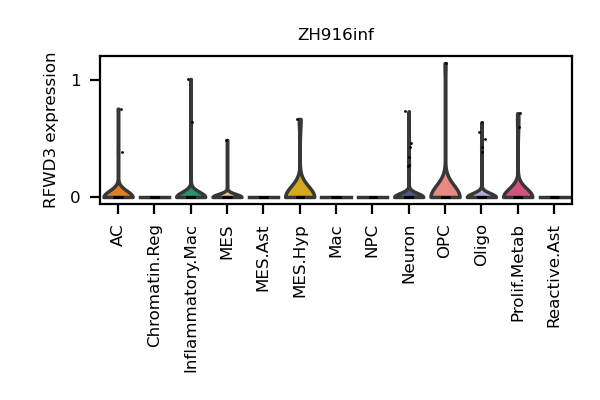 ZH916inf
RFWD3 expression
1
0
AC
Chromatin.Reg
Inflammatory.Mac
MES
MES.Ast
MES.Hyp
Mac
NPC
Neuron
OPC
Oligo
Prolif.Metab
Reactive.Ast